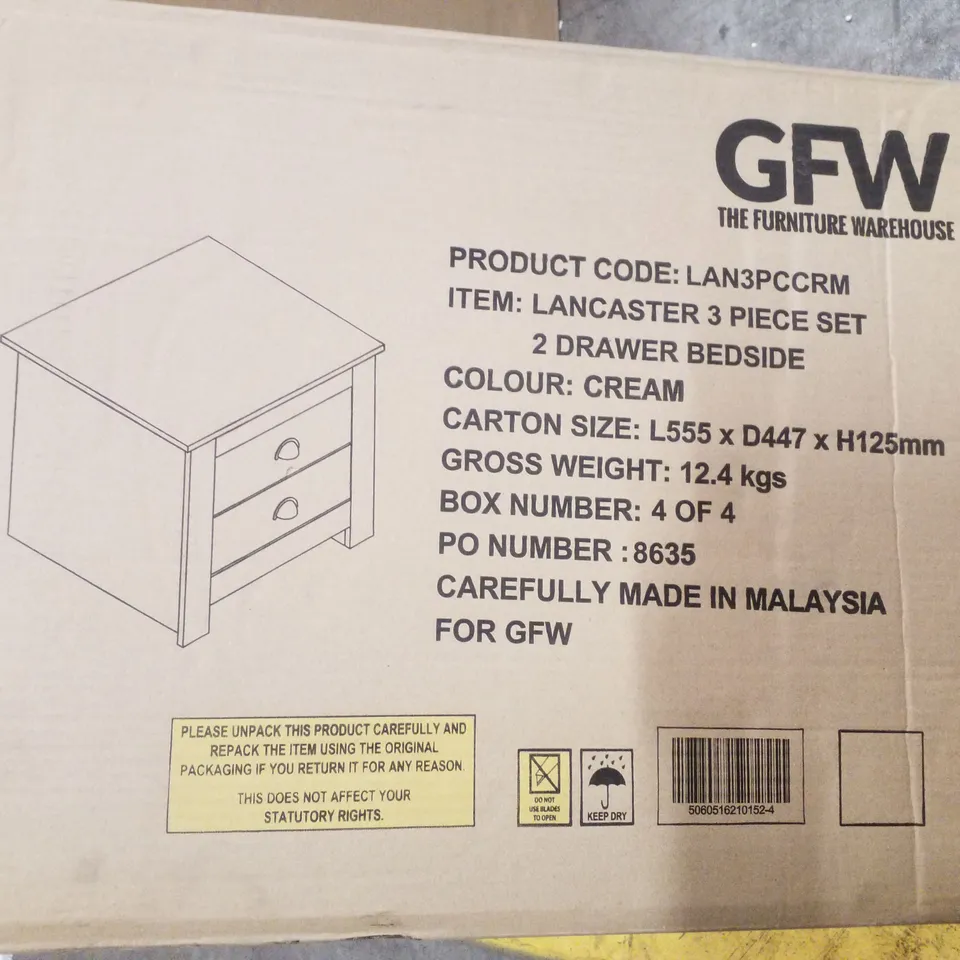 GFW
THE FURNITURE WAREHOUSE
PRODUCT CODE: LAN3PCCRM
ITEM: LANCASTER 3 PIECE SET
2 DRAWER BEDSIDE
COLOUR: CREAM
CARTON SIZE: L555 x D447 x H125mm
GROSS WEIGHT: 12.4 kgs
BOX NUMBER: 4 OF 4
PO NUMBER : 8635
CAREFULLY MADE IN MALAYSIA
FOR GFW
PLEASE UNPACK THIS PRODUCT CAREFULLY AND
REPACK THE ITEM USING THE ORIGINAL
PACKAGING IF YOU RETURN IT FOR ANY REASON.
THIS DOES NOT AFFECT YOUR
STATUTORY RIGHTS.
DO NOT
USE BLADES
TO OPEN
KEEP DRY
5060516210152-4